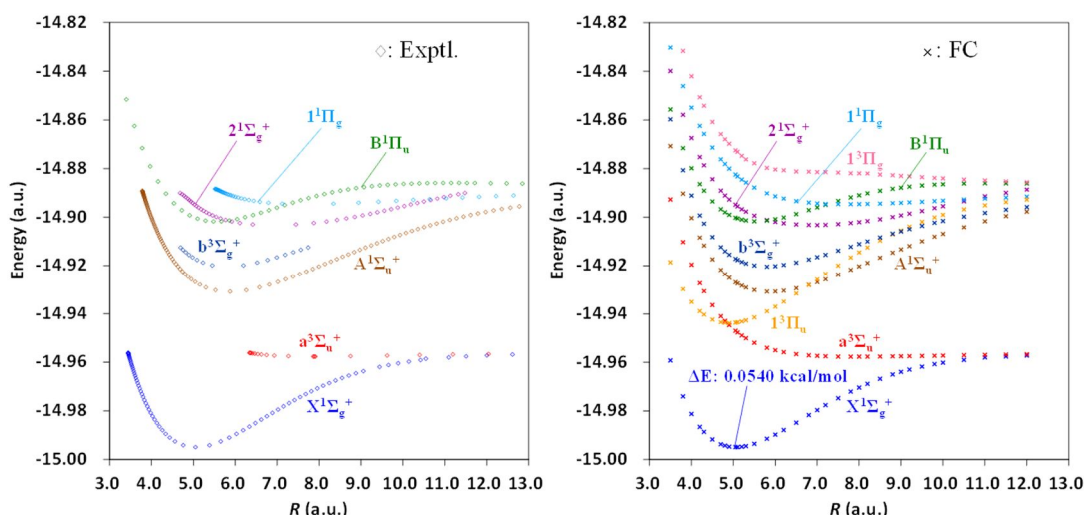 -14.82
-14.84
-14.86
-14.88
-14.90
-14.92
-14.94
-14.96
-14.98
-15.00
Energy (a.u.)
3.0 4.0 5.0 6.0 7.0 8.0 9.0 10.0 11.0 12.0 13.0
R (a.u.)
◇: Exptl.
1¹Πg
2¹Σg⁺
B¹Πu
b³Σg⁺
A¹Σu⁺
a³Σu⁺
X¹Σg⁺
-14.82
-14.84
-14.86
-14.88
-14.90
-14.92
-14.94
-14.96
-14.98
-15.00
Energy (a.u.)
3.0 4.0 5.0 6.0 7.0 8.0 9.0 10.0 11.0 12.0 13.0
R (a.u.)
×: FC
1¹Πg
2¹Σg⁺
B¹Πu
1³Πg
b³Σg⁺
A¹Σu⁺
1³Πu
a³Σu⁺
ΔE: 0.0540 kcal/mol
X¹Σg⁺